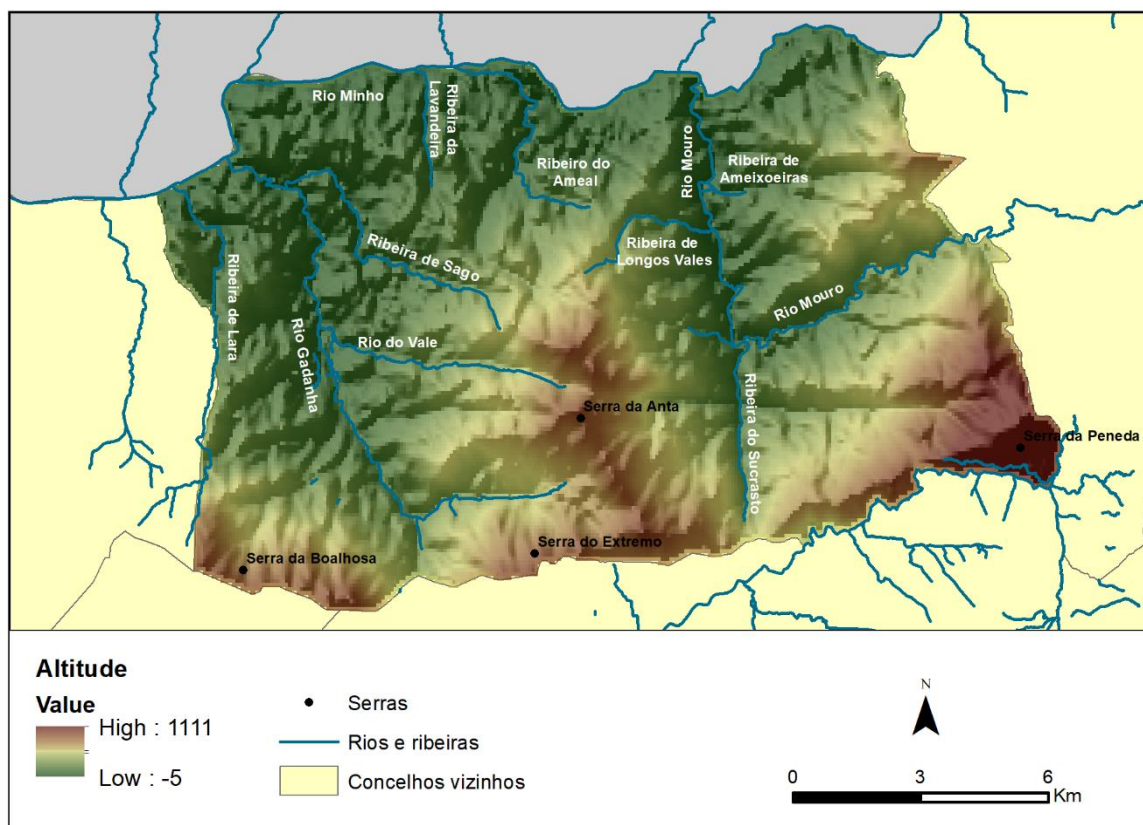 Rio Minho
Ribeira da
Lavandeira
Ribeiro do
Ameal
Rio Mouro
Ribeira de
Ameixoeiras
Ribeira de Sago
Ribeira de
Longos Vales
Rio Mouro
Ribeira de Lara
Rio Gadanha
Rio do Vale
Serra da Anta
Ribeira do Sucrasto
Serra da Peneda
Serra da Boalhosa
Serra do Extremo
Altitude
Value
High : 1111
Low : -5
Serras
Rios e ribeiras
Concelhos vizinhos
N
0 3 6
Km